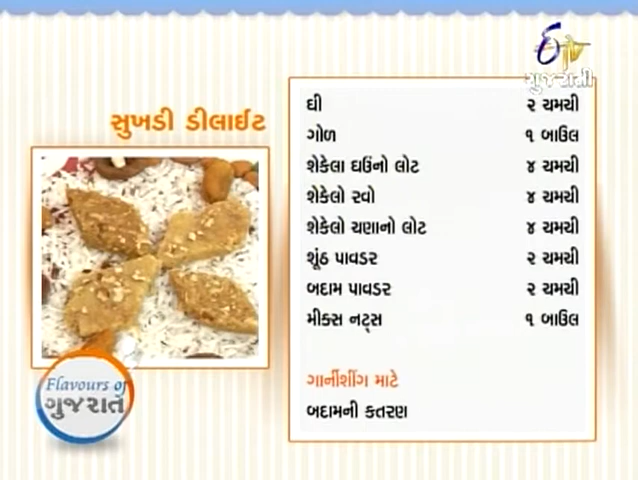 Etv
ગુજરાતી
સુખડી ડીલાઈટ
ઘી ૨ ચમચી
ગોળ ૧ બાઉલ
શેકેલા ઘઉંનો લોટ ૪ ચમચી
શેકેલો રવો ૪ ચમચી
શેકેલો ચણાનો લોટ ૪ ચમચી
સૂંઠ પાવડર ૨ ચમચી
બદામ પાવડર ૨ ચમચી
મીક્સ નટ્સ ૧ બાઉલ
ગાર્નીશીંગ માટે
બદામની કતરણ
Flavours of
ગુજરાત